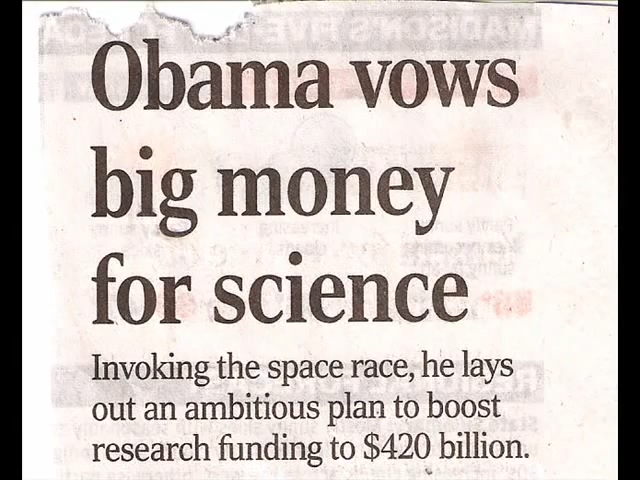 Obama vows
big money
for science
Invoking the space race, he lays
out an ambitious plan to boost
research funding to $420 billion.